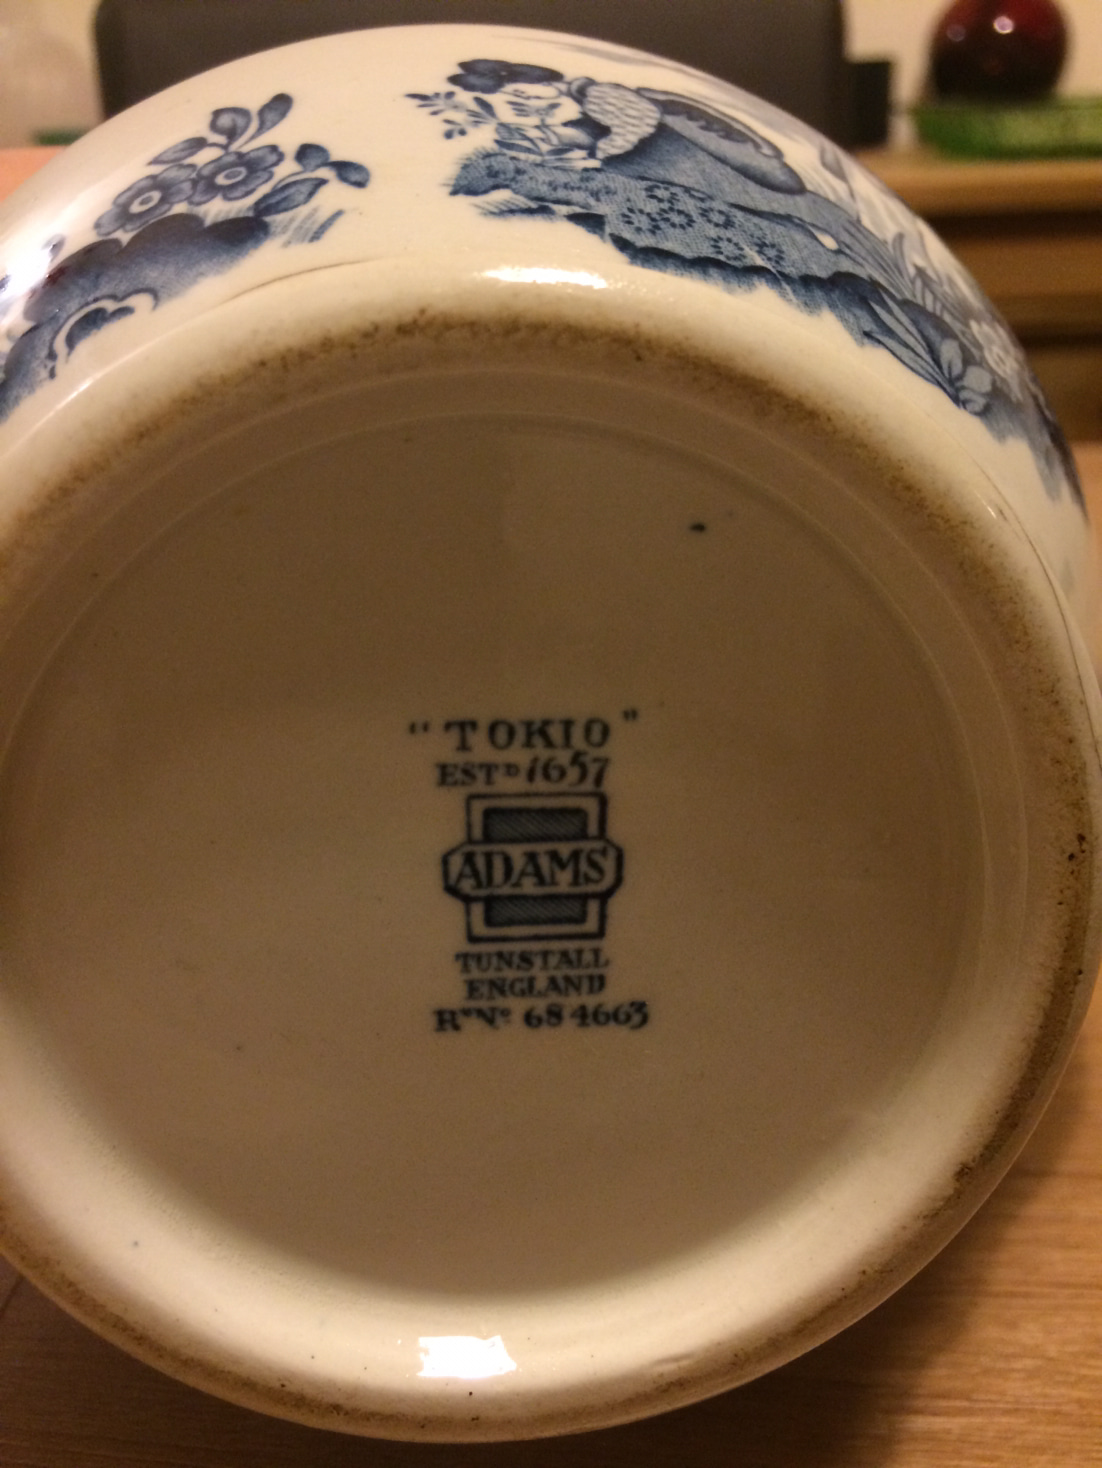 "TOKIO"
ESTD 1657
ADAMS
TUNSTALL
ENGLAND
RD No 684663